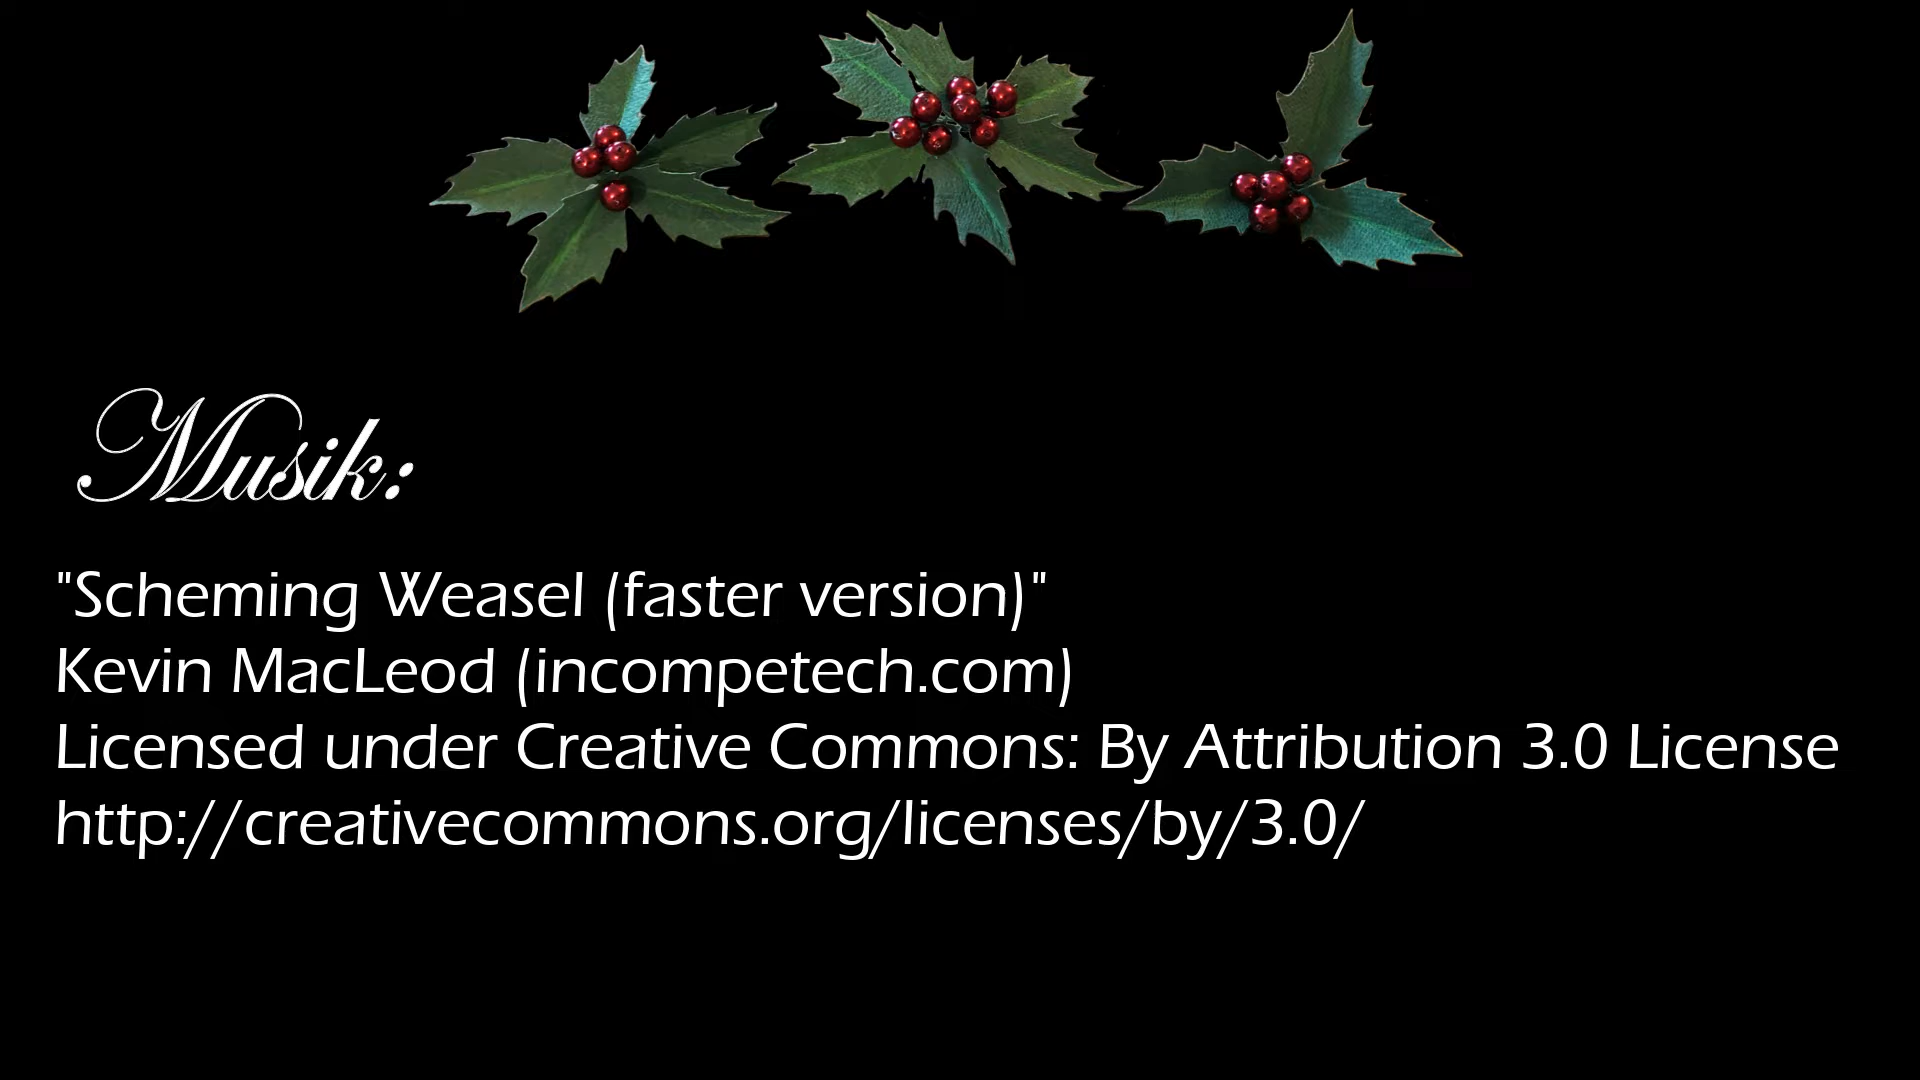 Musik:
"Scheming Weasel (faster version)"
Kevin MacLeod (incompetech.com)
Licensed under Creative Commons: By Attribution 3.0 License
http://creativecommons.org/licenses/by/3.0/